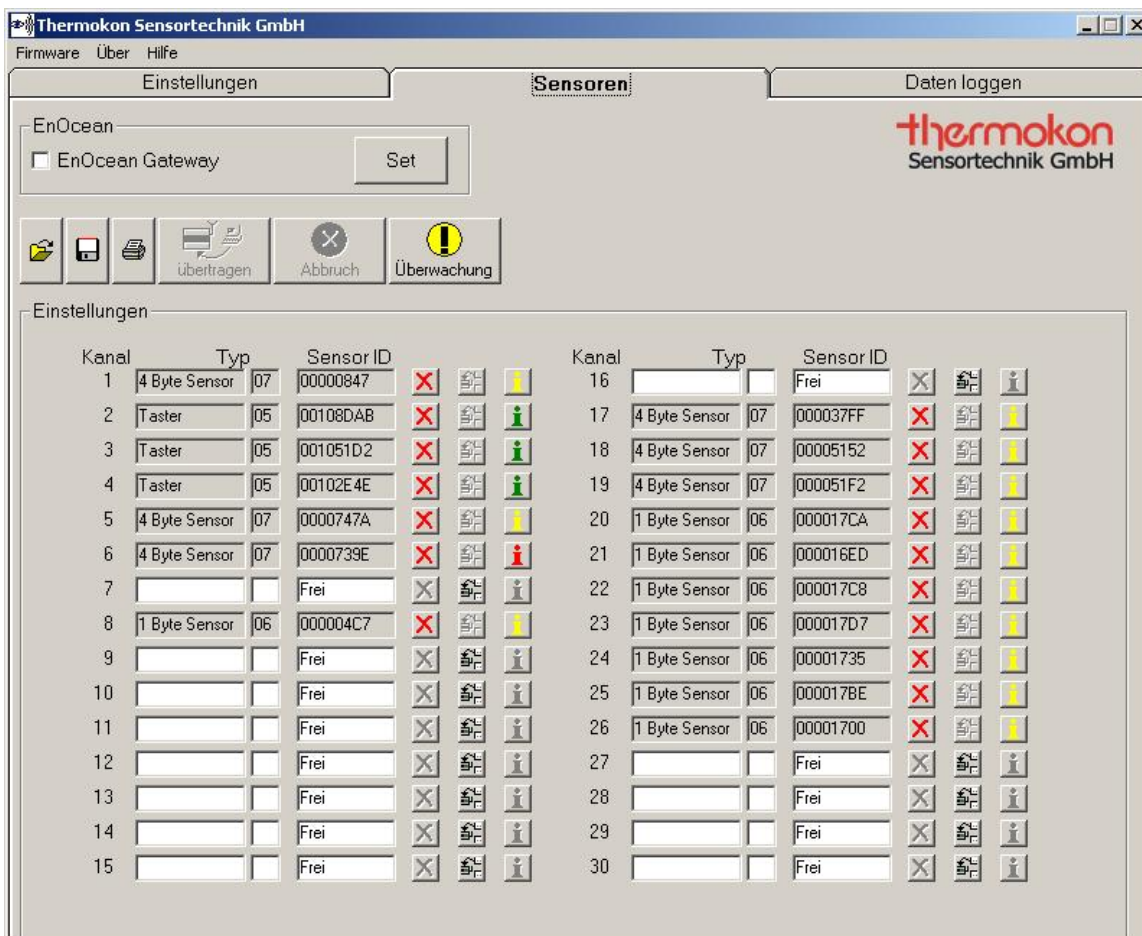 Thermokon Sensortechnik GmbH
Firmware Über Hilfe
Einstellungen Sensoren Daten loggen
EnOcean
EnOcean Gateway Set
thermokon
Sensortechnik GmbH
übertragen Abbruch Überwachung
Einstellungen
Kanal Typ Sensor ID Kanal Typ Sensor ID
1 4 Byte Sensor 07 00000847 16 Frei
2 Taster 05 00108DAB 17 4 Byte Sensor 07 000037FF
3 Taster 05 001051D2 18 4 Byte Sensor 07 00005152
4 Taster 05 00102E4E 19 4 Byte Sensor 07 000051F2
5 4 Byte Sensor 07 0000747A 20 1 Byte Sensor 06 000017CA
6 4 Byte Sensor 07 0000739E 21 1 Byte Sensor 06 000016ED
7 Frei 22 1 Byte Sensor 06 000017C8
8 1 Byte Sensor 06 000004C7 23 1 Byte Sensor 06 000017D7
9 Frei 24 1 Byte Sensor 06 00001735
10 Frei 25 1 Byte Sensor 06 000017BE
11 Frei 26 1 Byte Sensor 06 00001700
12 Frei 27 Frei
13 Frei 28 Frei
14 Frei 29 Frei
15 Frei 30 Frei